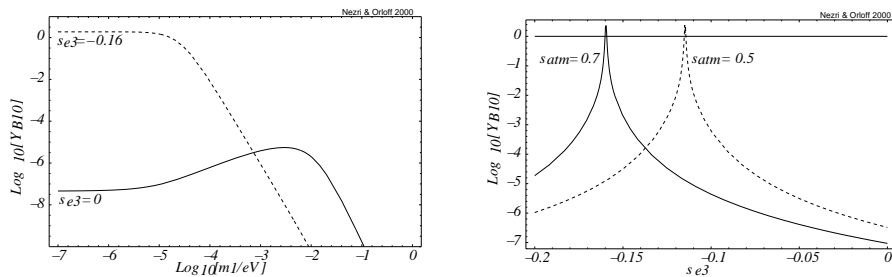 Nezri & Orloff 2000
0
−2
−4
−6
−8
Log 10[YB10]
se3=−0.16
se3=0
−7 −6 −5 −4 −3 −2 −1 0
Log10[m1/eV]
Nezri & Orloff 2000
0
−1
−2
−3
−4
−5
−6
−7
Log 10[YB10]
satm=0.7
satm=0.5
−0.2 −0.15 −0.1 −0.05 0
se3